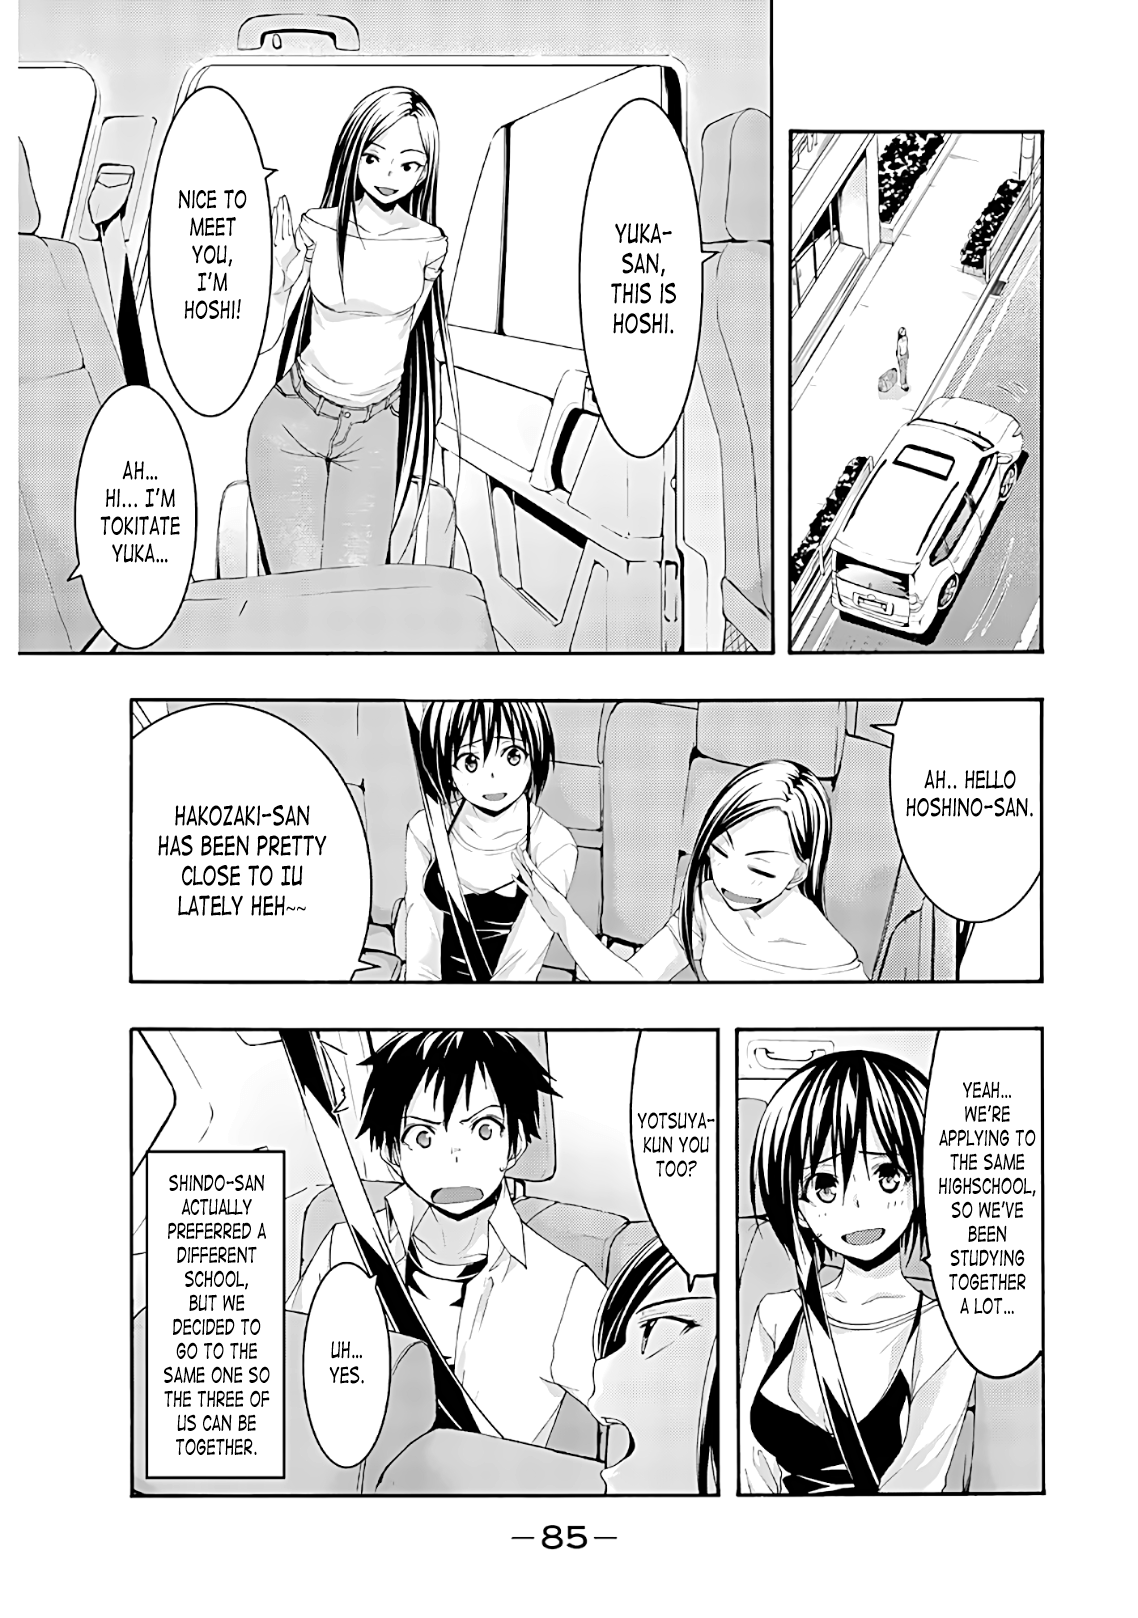 YUKA-
SAN,
THIS IS
HOSHI.
NICE TO
MEET
YOU,
I'M
HOSHI!
AH...
HI... I'M
TOKITATE
YUKA...
AH.. HELLO
HOSHINO-SAN.
HAKOZAKI-SAN
HAS BEEN PRETTY
CLOSE TO IU
LATELY HEH~~
YEAH...
WE'RE
APPLYING TO
THE SAME
HIGHSCHOOL,
SO WE'VE
BEEN
STUDYING
TOGETHER
A LOT...
YOTSUYA-
KUN YOU
TOO?
UH...
YES.
SHINDO-SAN
ACTUALLY
PREFERRED A
DIFFERENT
SCHOOL,
BUT WE
DECIDED TO
GO TO THE
SAME ONE SO
THE THREE OF
US CAN BE
TOGETHER.
—85—